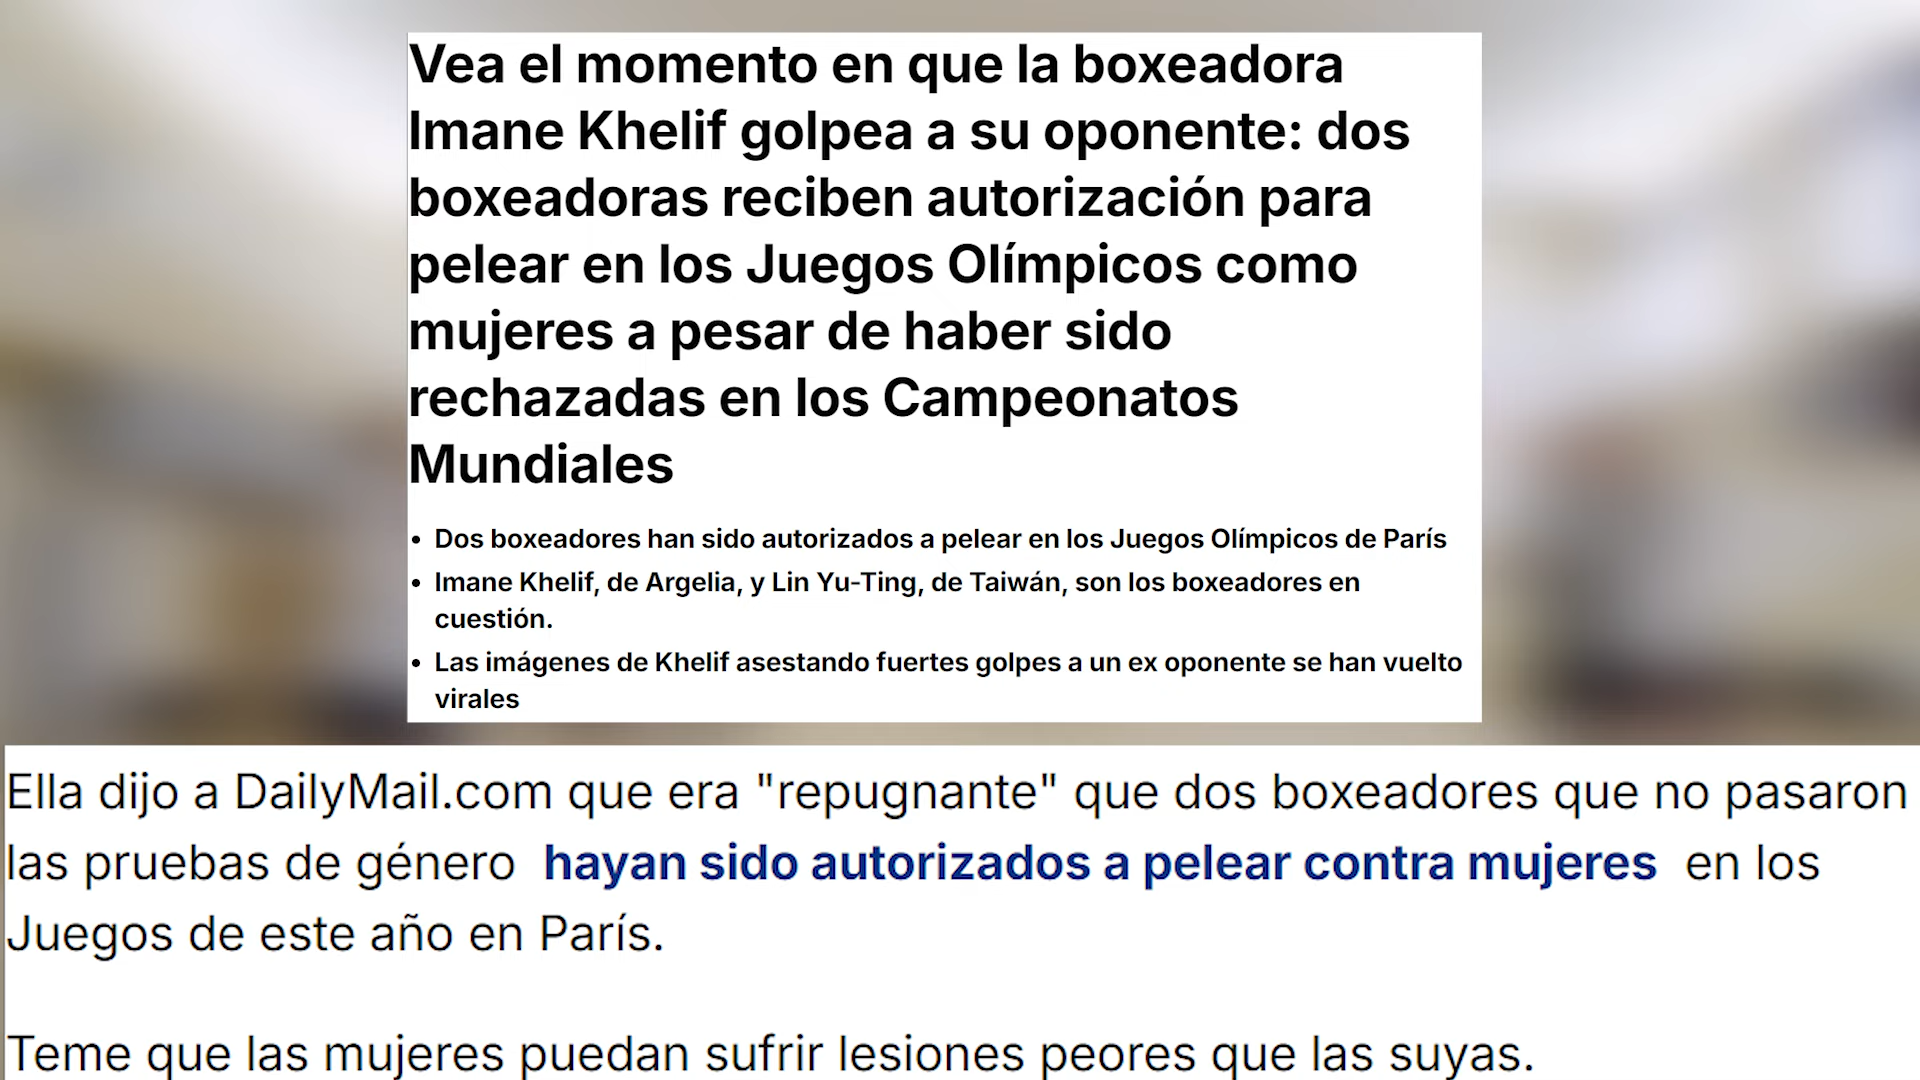 Vea el momento en que la boxeadora
Imane Khelif golpea a su oponente: dos
boxeadoras reciben autorización para
pelear en los Juegos Olímpicos como
mujeres a pesar de haber sido
rechazadas en los Campeonatos
Mundiales
• Dos boxeadores han sido autorizados a pelear en los Juegos Olímpicos de París
• Imane Khelif, de Argelia, y Lin Yu-Ting, de Taiwán, son los boxeadores en
cuestión.
• Las imágenes de Khelif asestando fuertes golpes a un ex oponente se han vuelto
virales
Ella dijo a DailyMail.com que era "repugnante" que dos boxeadores que no pasaron
las pruebas de género hayan sido autorizados a pelear contra mujeres en los
Juegos de este año en París.
Teme que las mujeres puedan sufrir lesiones peores que las suyas.